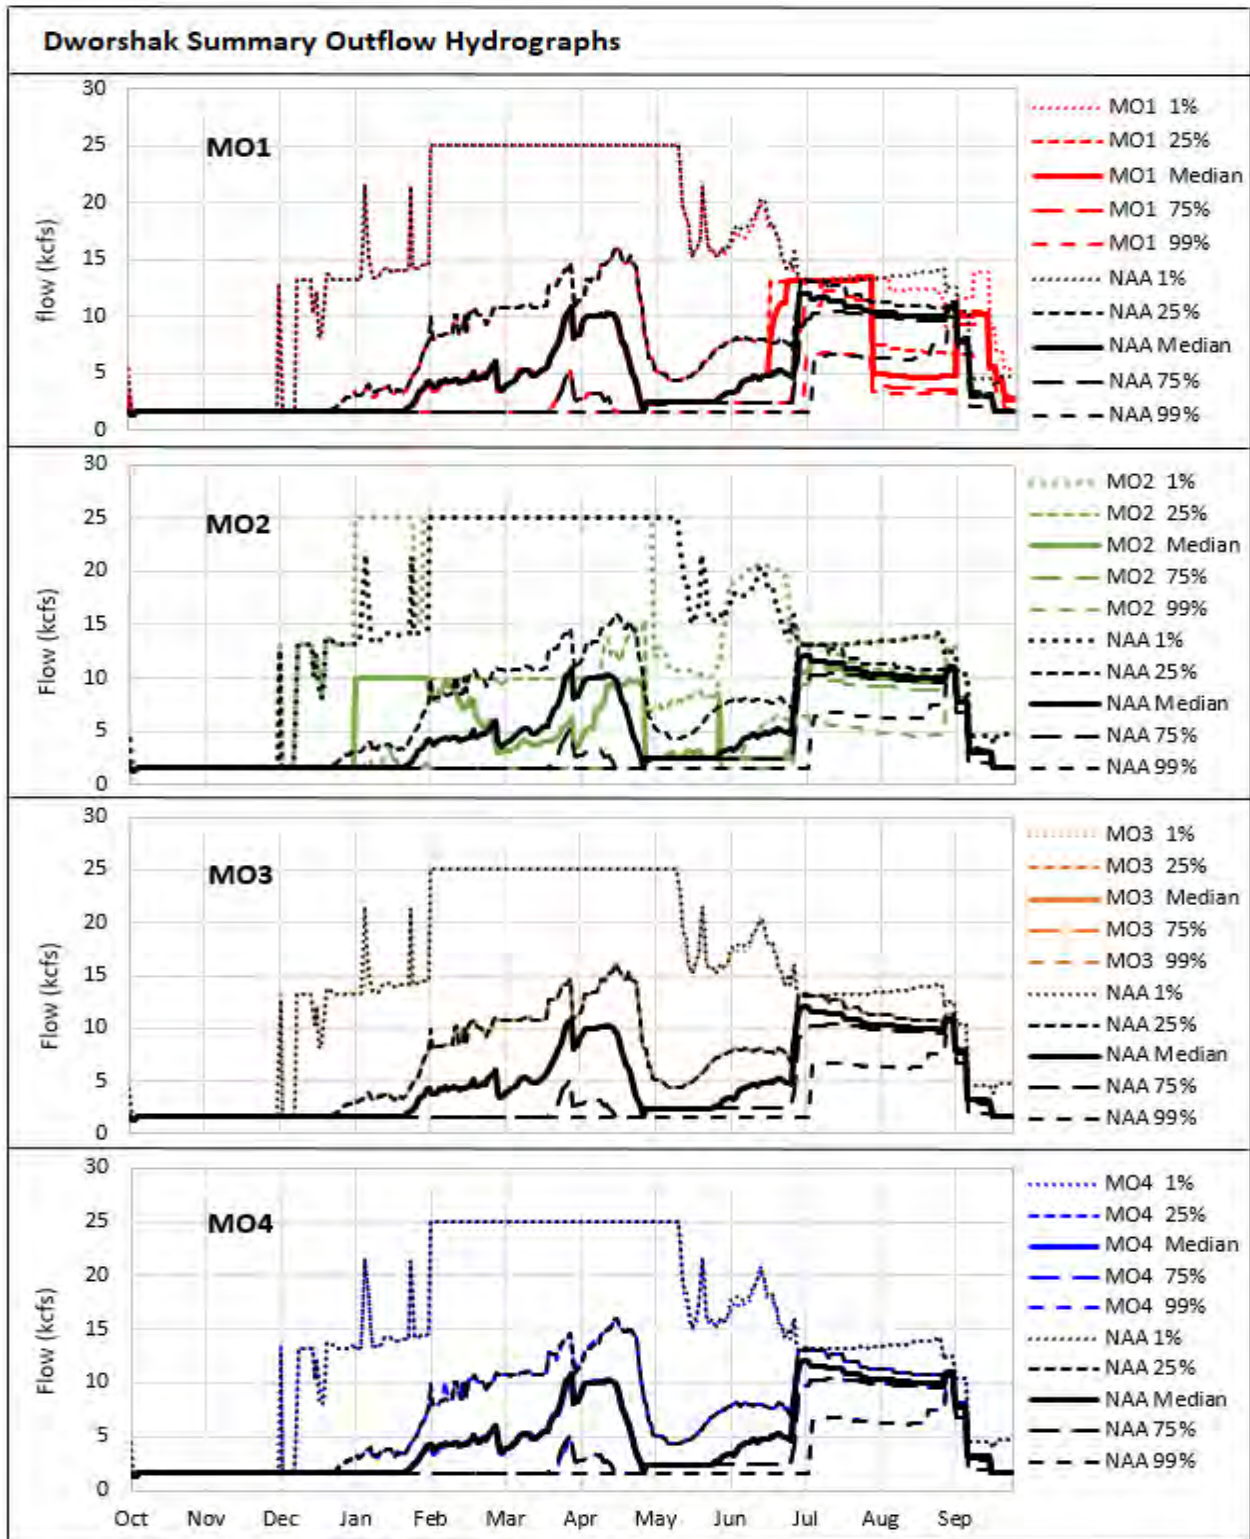 Dworshak Summary Outflow Hydrographs
MO1
flow (kcfs)
30
25
20
15
10
5
0
MO1 1%
MO1 25%
MO1 Median
MO1 75%
MO1 99%
NAA 1%
NAA 25%
NAA Median
NAA 75%
NAA 99%
MO2
Flow (kcfs)
30
25
20
15
10
5
0
MO2 1%
MO2 25%
MO2 Median
MO2 75%
MO2 99%
NAA 1%
NAA 25%
NAA Median
NAA 75%
NAA 99%
MO3
Flow (kcfs)
30
25
20
15
10
5
0
MO3 1%
MO3 25%
MO3 Median
MO3 75%
MO3 99%
NAA 1%
NAA 25%
NAA Median
NAA 75%
NAA 99%
MO4
Flow (kcfs)
30
25
20
15
10
5
0
MO4 1%
MO4 25%
MO4 Median
MO4 75%
MO4 99%
NAA 1%
NAA 25%
NAA Median
NAA 75%
NAA 99%
Oct Nov Dec Jan Feb Mar Apr May Jun Jul Aug Sep